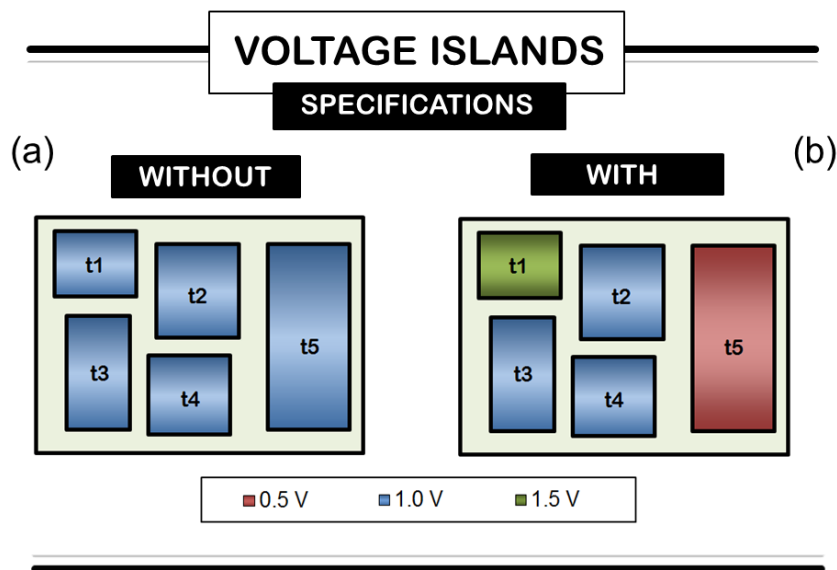 VOLTAGE ISLANDS
SPECIFICATIONS
(a)
WITHOUT
t1
t2
t3
t4
t5
(b)
WITH
t1
t2
t3
t4
t5
0.5 V 1.0 V 1.5 V